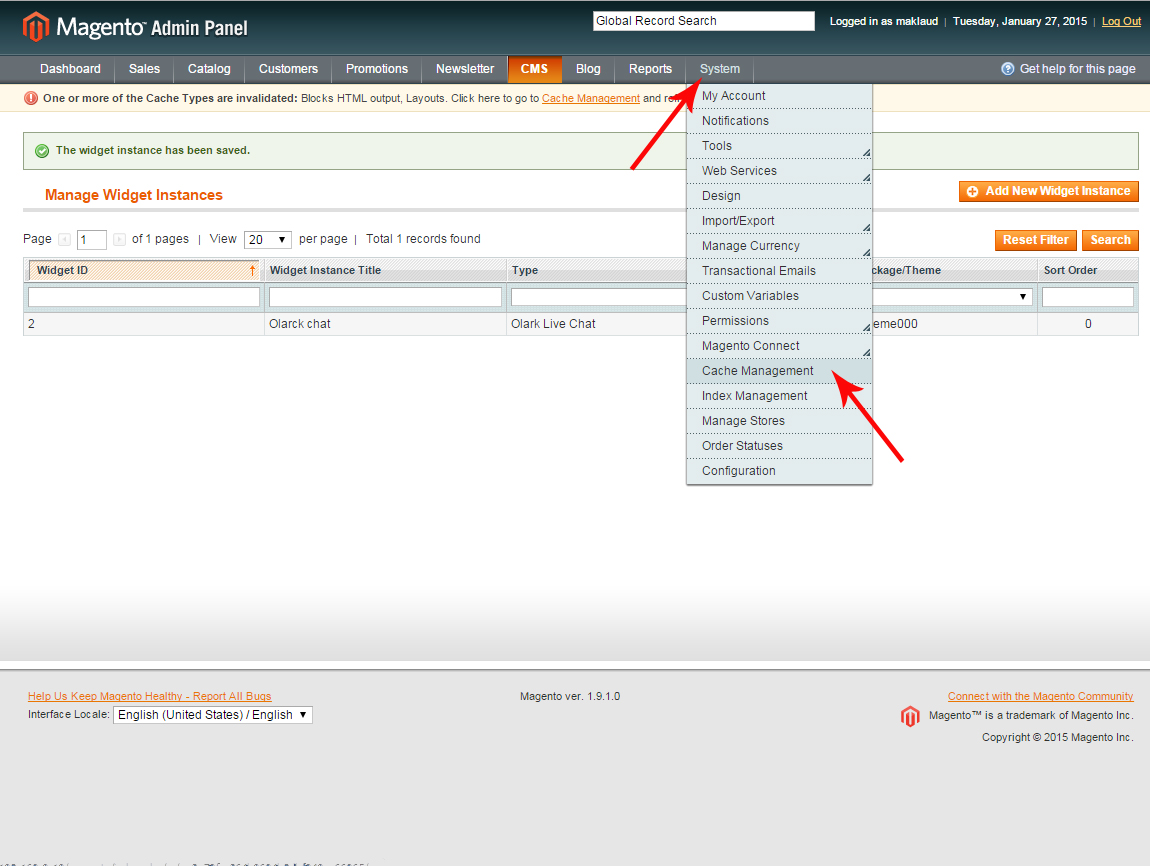 Magento™ Admin Panel
Global Record Search
Logged in as maklaud | Tuesday, January 27, 2015 | Log Out
Dashboard Sales Catalog Customers Promotions Newsletter CMS Blog Reports System
Get help for this page
One or more of the Cache Types are invalidated: Blocks HTML output, Layouts. Click here to go to Cache Management and
My Account
Notifications
Tools
Web Services
Design
Import/Export
Manage Currency
Transactional Emails
Custom Variables
Permissions
Magento Connect
Cache Management
Index Management
Manage Stores
Order Statuses
Configuration
The widget instance has been saved.
Manage Widget Instances
Add New Widget Instance
Page 1 of 1 pages | View 20 per page | Total 1 records found
Reset Filter Search
Widget ID Widget Instance Title Type ckage/Theme Sort Order
2 Olarck chat Olark Live Chat eme000 0
Help Us Keep Magento Healthy - Report All Bugs
Interface Locale: English (United States) / English
Magento ver. 1.9.1.0
Connect with the Magento Community
Magento™ is a trademark of Magento Inc.
Copyright © 2015 Magento Inc.